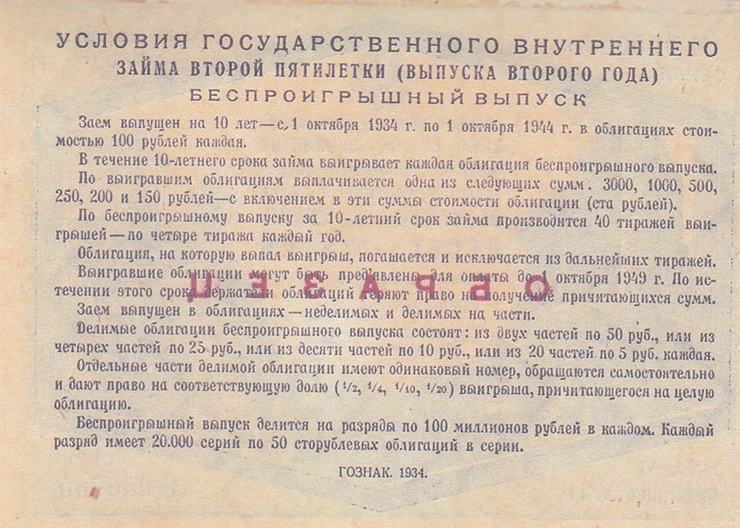 УСЛОВИЯ ГОСУДАРСТВЕННОГО ВНУТРЕННЕГО
ЗАЙМА ВТОРОЙ ПЯТИЛЕТКИ (ВЫПУСКА ВТОРОГО ГОДА)
БЕСПРОИГРЫШНЫЙ ВЫПУСК
Заем выпущен на 10 лет—с 1 октября 1934 г. по 1 октября 1944 г. в облигациях стои-
мостью 100 рублей каждая.
В течение 10-летнего срока займа выигрывает каждая облигация беспроигрышного выпуска.
По выигравшим облигациям выплачивается одна из следующих сумм: 3000, 1000, 500,
250, 200 и 150 рублей—с включением в эти суммы стоимости облигации (ста рублей).
По беспроигрышному выпуску за 10-летний срок займа производится 40 тиражей выи-
грышей—по четыре тиража каждый год.
Облигация, на которую выпал выигрыш, погашается и исключается из дальнейших тиражей.
Выигравшие облигации могут быть пред'явлены для оплаты до 1 октября 1949 г. По ис-
ОБРАЗЕЦ
течении этого срока держатели облигаций теряют право на получение причитающихся сумм.
Заем выпущен в облигациях—неделимых и делимых на части.
Делимые облигации беспроигрышного выпуска состоят: из двух частей по 50 руб., или из
четырех частей по 25 руб., или из десяти частей по 10 руб., или из 20 частей по 5 руб. каждая.
Отдельные части делимой облигации имеют одинаковый номер, обращаются самостоятельно
и дают право на соответствующую долю (1/2, 1/4, 1/10, 1/20) выигрыша, причитающегося на целую
облигацию.
Беспроигрышный выпуск делится на разряды по 100 миллионов рублей в каждом. Каждый
разряд имеет 20.000 серий по 50 сторублевых облигаций в серии.
ГОЗНАК. 1934.